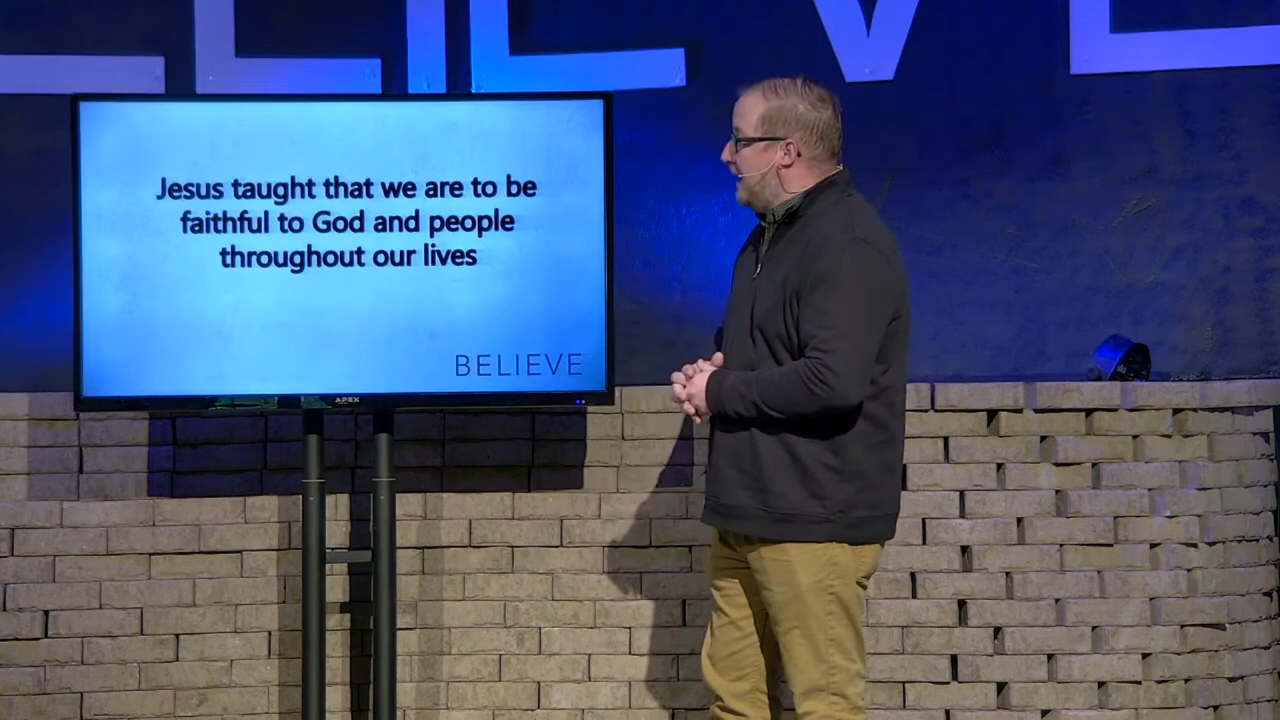 Jesus taught that we are to be
faithful to God and people
throughout our lives
BELIEVE
APEX